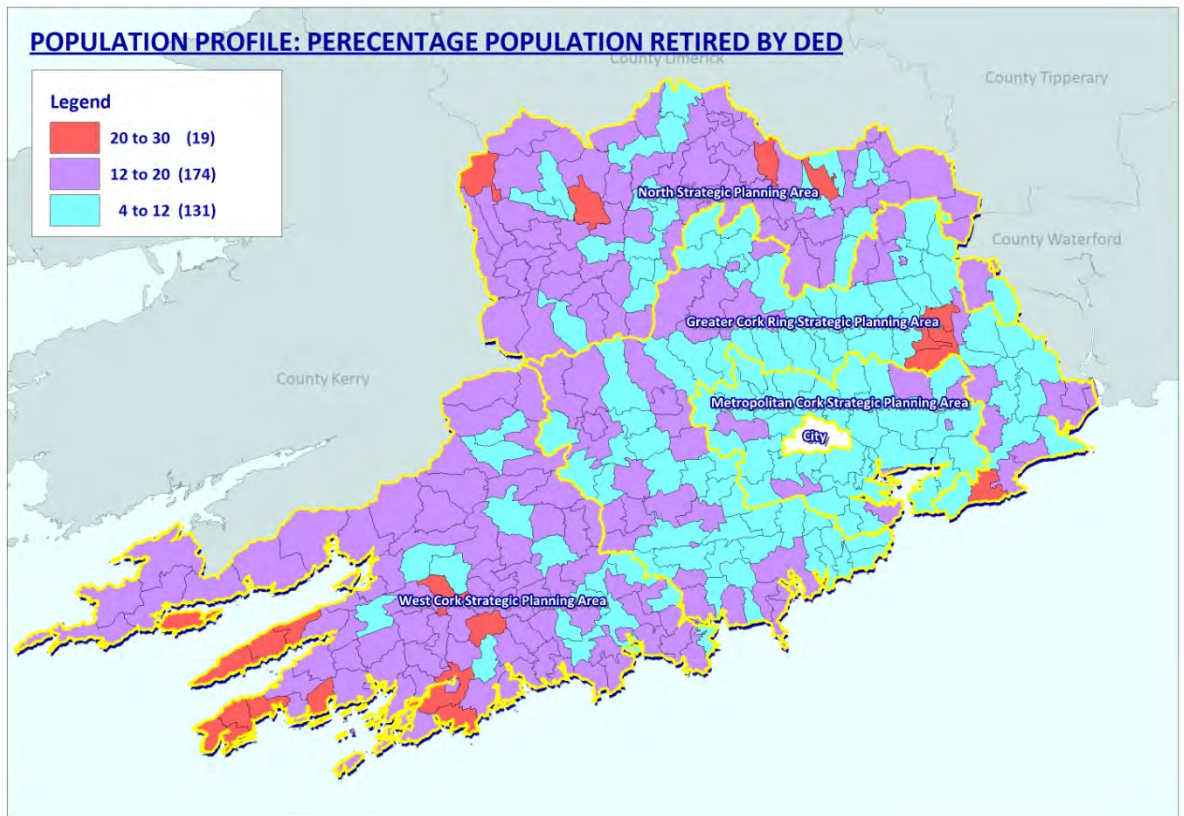 POPULATION PROFILE: PERECENTAGE POPULATION RETIRED BY DED
County Limerick
County Tipperary
Legend
20 to 30 (19)
12 to 20 (174)
4 to 12 (131)
North Strategic Planning Area
County Waterford
Greater Cork Ring Strategic Planning Area
County Kerry
Metropolitan Cork Strategic Planning Area
City
West Cork Strategic Planning Area